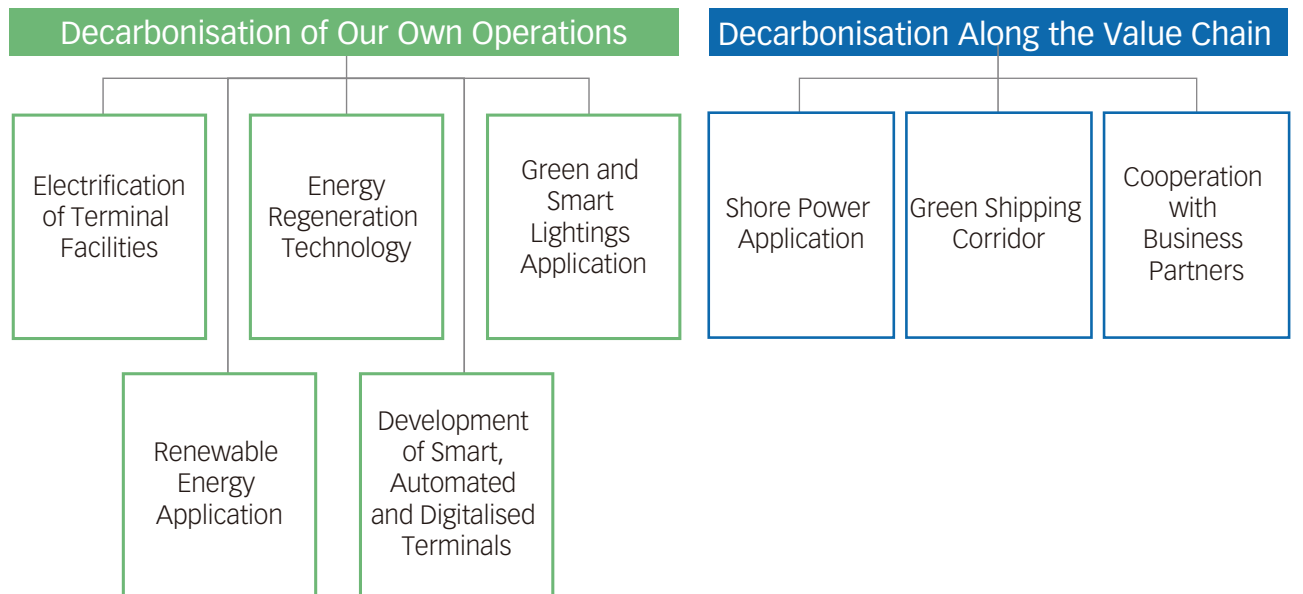 Decarbonisation of Our Own Operations
Electrification
of Terminal
Facilities
Energy
Regeneration
Technology
Green and
Smart
Lightings
Application
Renewable
Energy
Application
Development
of Smart,
Automated
and Digitalised
Terminals
Decarbonisation Along the Value Chain
Shore Power
Application
Green Shipping
Corridor
Cooperation
with
Business
Partners